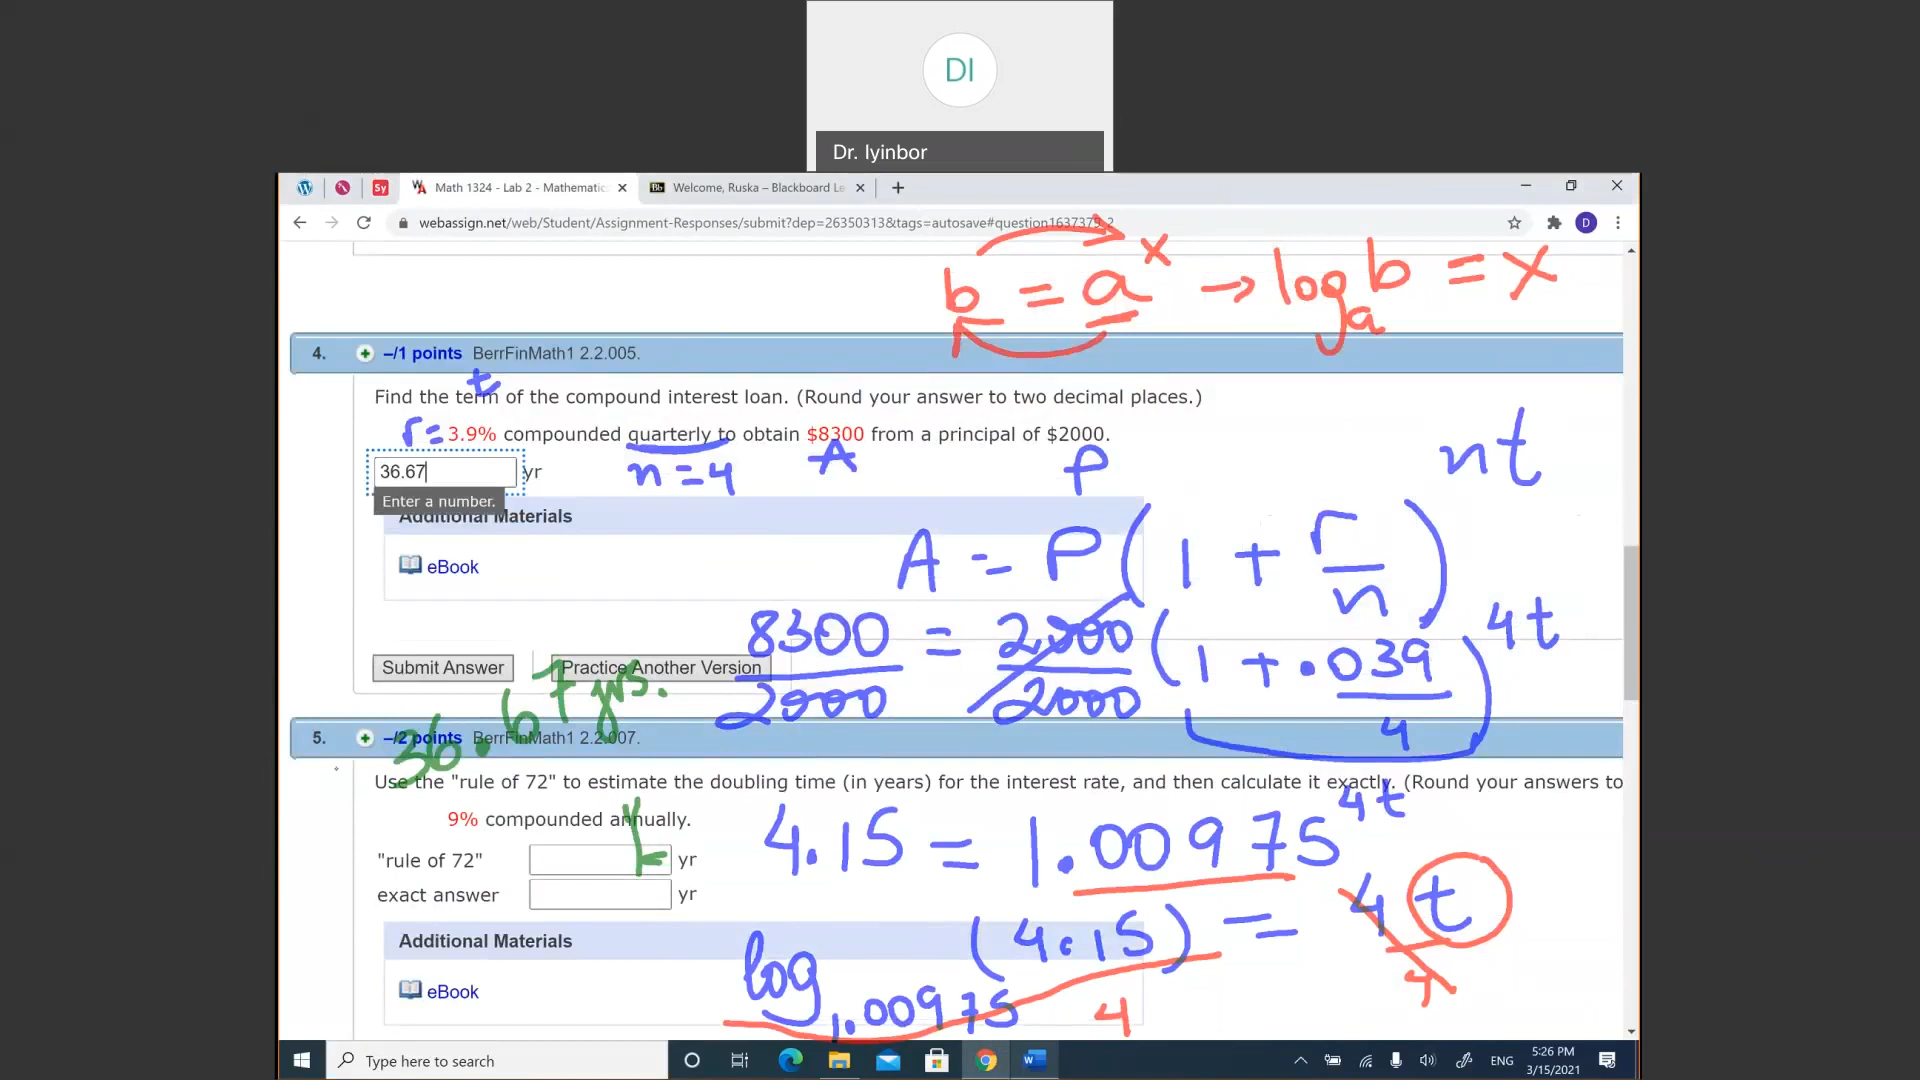 DI
Dr. Iyinbor
Math 1324 - Lab 2 - Mathematic
Welcome, Ruska – Blackboard Le
webassign.net/web/Student/Assignment-Responses/submit?dep=26350313&tags=autosave#question1637375_2
b = a^x → log_a b = x
4. –/1 points BerrFinMath1 2.2.005.
t
Find the term of the compound interest loan. (Round your answer to two decimal places.)
r = 3.9% compounded quarterly to obtain $8300 from a principal of $2000.
36.67 yr
n = 4 A P
Enter a number.
Additional Materials
eBook
A = P(1 + r/n)^nt
8300/2000 = 2000/2000 (1 + .039/4)^4t
Submit Answer Practice Another Version
36.67 yrs.
5. –/2 points BerrFinMath1 2.2.007.
Use the "rule of 72" to estimate the doubling time (in years) for the interest rate, and then calculate it exactly. (Round your answers to
9% compounded annually.
4.15 = 1.00975^4t
"rule of 72" yr
exact answer yr
log_1.00975 (4.15) / 4 = 4t / 4
Additional Materials
eBook
Type here to search
ENG
5:26 PM
3/15/2021